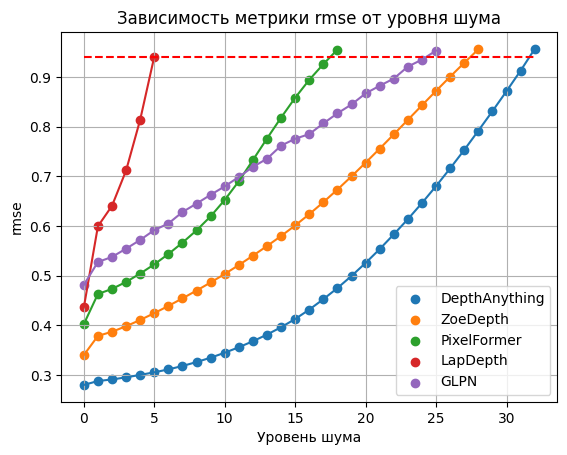 Зависимость метрики rmse от уровня шума
rmse
0.9
0.8
0.7
0.6
0.5
0.4
0.3
DepthAnything
ZoeDepth
PixelFormer
LapDepth
GLPN
0 5 10 15 20 25 30
Уровень шума